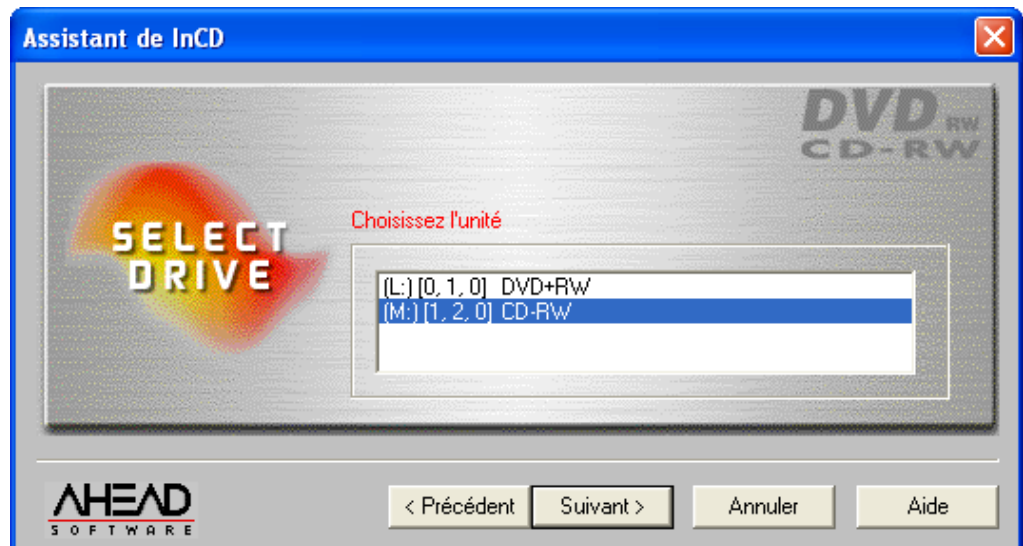 Assistant de InCD
DVD RW
CD-RW
SELECT
DRIVE
Choisissez l'unité
(L:) [0, 1, 0] DVD+RW
(M:) [1, 2, 0] CD-RW
AHEAD
SOFTWARE
< Précédent
Suivant >
Annuler
Aide